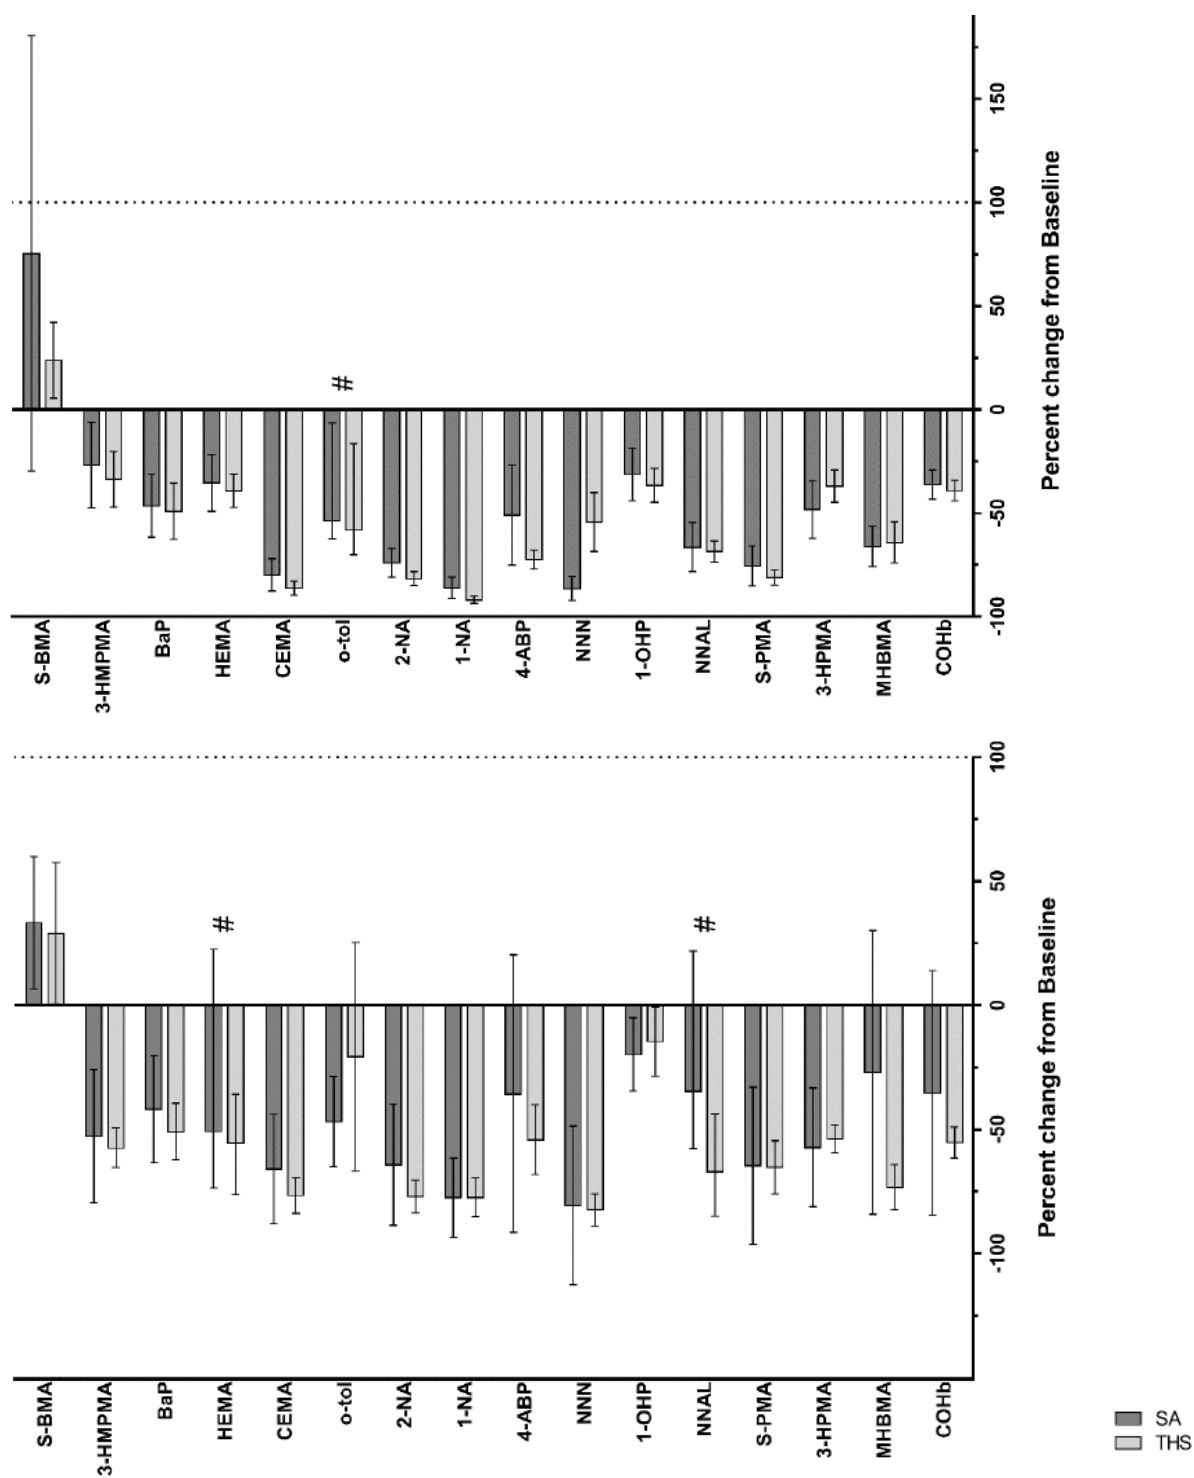 150
100
50
0
-50
-100
Percent change from Baseline
#
S-BMA
3-HMPMA
BaP
HEMA
CEMA
o-tol
2-NA
1-NA
4-ABP
NNN
1-OHP
NNAL
S-PMA
3-HPMA
MHBMA
COHb
100
50
0
-50
-100
Percent change from Baseline
#
#
S-BMA
3-HMPMA
BaP
HEMA
CEMA
o-tol
2-NA
1-NA
4-ABP
NNN
1-OHP
NNAL
S-PMA
3-HPMA
MHBMA
COHb
SA
THS